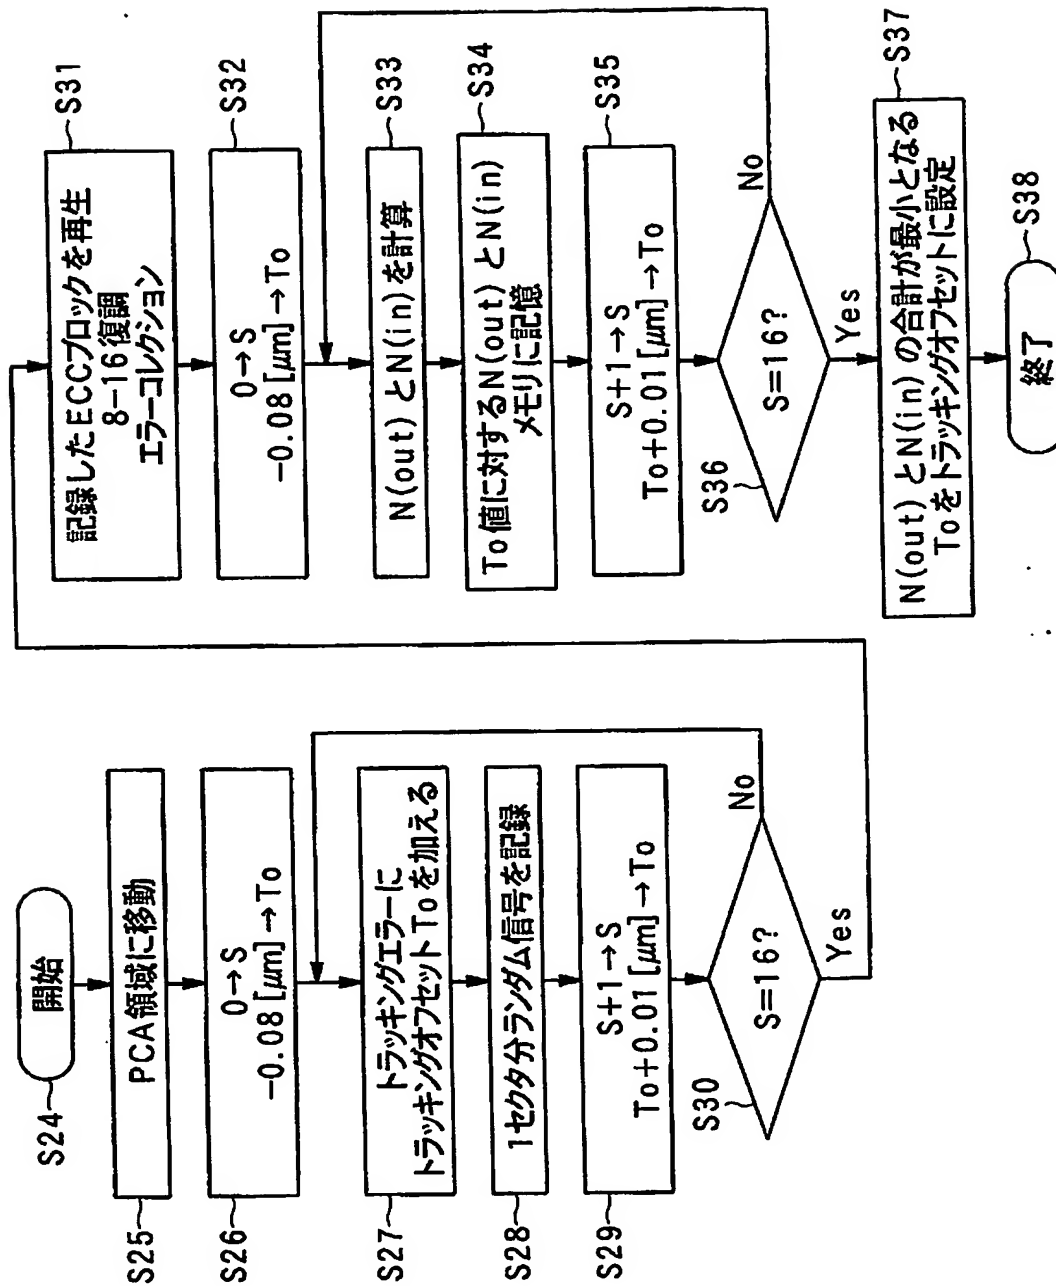 S24
開始
S25
PCA領域に移動
S26
0→S
-0.08[μm]→To
S27
トラッキングエラーに
トラッキングオフセットToを加える
S28
1セクタ分ランダム信号を記録
S29
S+1→S
To+0.01[μm]→To
S30
S=16?
No
Yes
S31
記録したECCブロックを再生
8-16復調
エラーコレクション
S32
0→S
-0.08[μm]→To
S33
N(out)とN(in)を計算
S34
To値に対するN(out)とN(in)
メモリに記憶
S35
S+1→S
To+0.01[μm]→To
S36
S=16?
No
Yes
S37
N(out)とN(in)の合計が最小となる
Toをトラッキングオフセットに設定
S38
終了